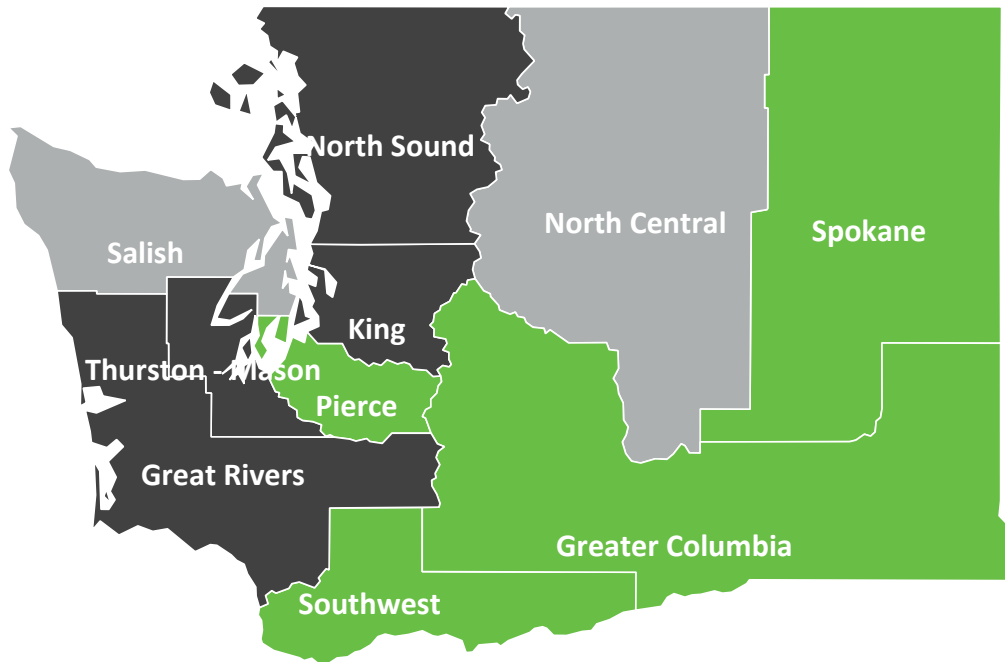 North Sound
North Central
Spokane
Salish
King
Thurston - Mason
Pierce
Great Rivers
Greater Columbia
Southwest